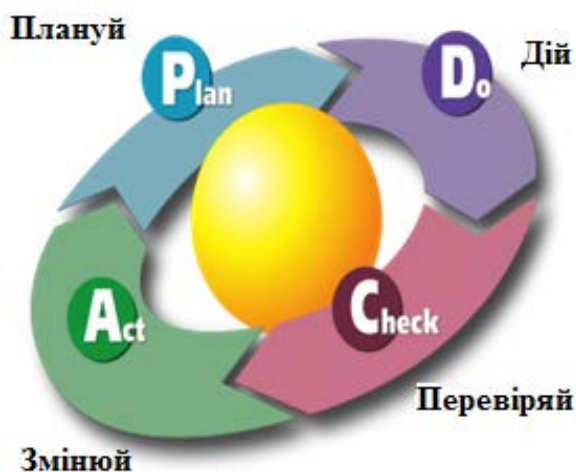 Плануй
Plan
Do
Дій
Act
Check
Перевіряй
Змінюй